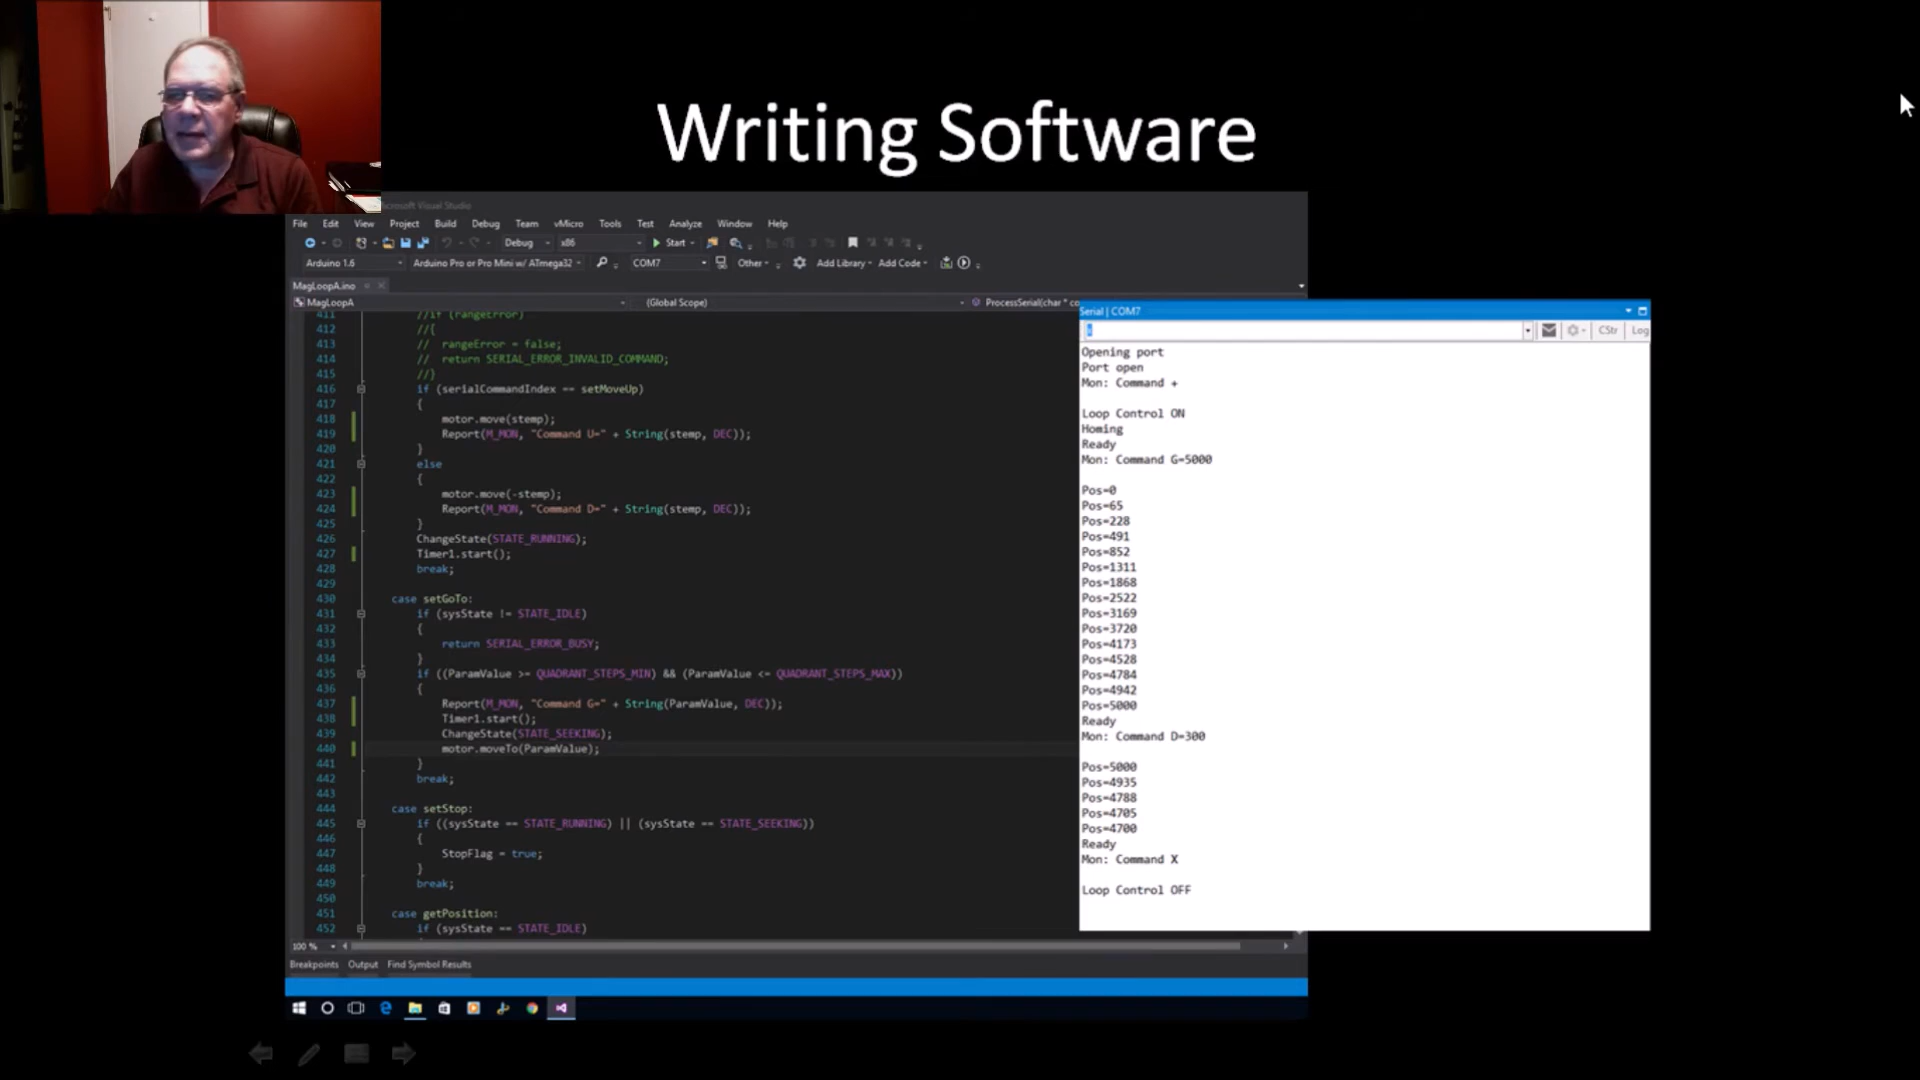 Writing Software
Microsoft Visual Studio
File Edit View Project Build Debug Team vMicro Tools Test Analyze Window Help
Debug x86 Start
Arduino 1.6 Arduino Pro or Pro Mini w/ ATmega32 COM7 Other Add Library Add Code
MagLoopA.ino
MagLoopA (Global Scope) ProcessSerial(char * co
411 //if (rangeError)
412 //{
413 // rangeError = false;
414 // return SERIAL_ERROR_INVALID_COMMAND;
415 //}
416 if (serialCommandIndex == setMoveUp)
417 {
418 motor.move(stemp);
419 Report(M_MON, "Command U=" + String(stemp, DEC));
420 }
421 else
422 {
423 motor.move(-stemp);
424 Report(M_MON, "Command D=" + String(stemp, DEC));
425 }
426 ChangeState(STATE_RUNNING);
427 Timer1.start();
428 break;
429
430 case setGoTo:
431 if (sysState != STATE_IDLE)
432 {
433 return SERIAL_ERROR_BUSY;
434 }
435 if ((ParamValue >= QUADRANT_STEPS_MIN) && (ParamValue <= QUADRANT_STEPS_MAX))
436 {
437 Report(M_MON, "Command G=" + String(ParamValue, DEC));
438 Timer1.start();
439 ChangeState(STATE_SEEKING);
440 motor.moveTo(ParamValue);
441 }
442 break;
443
444 case setStop:
445 if ((sysState == STATE_RUNNING) || (sysState == STATE_SEEKING))
446 {
447 StopFlag = true;
448 }
449 break;
450
451 case getPosition:
452 if (sysState == STATE_IDLE)
100 %
Breakpoints Output Find Symbol Results
Serial | COM7
CStr Log
Opening port
Port open
Mon: Command +
Loop Control ON
Homing
Ready
Mon: Command G=5000
Pos=0
Pos=65
Pos=228
Pos=491
Pos=852
Pos=1311
Pos=1868
Pos=2522
Pos=3169
Pos=3720
Pos=4173
Pos=4528
Pos=4784
Pos=4942
Pos=5000
Ready
Mon: Command D=300
Pos=5000
Pos=4935
Pos=4788
Pos=4705
Pos=4700
Ready
Mon: Command X
Loop Control OFF